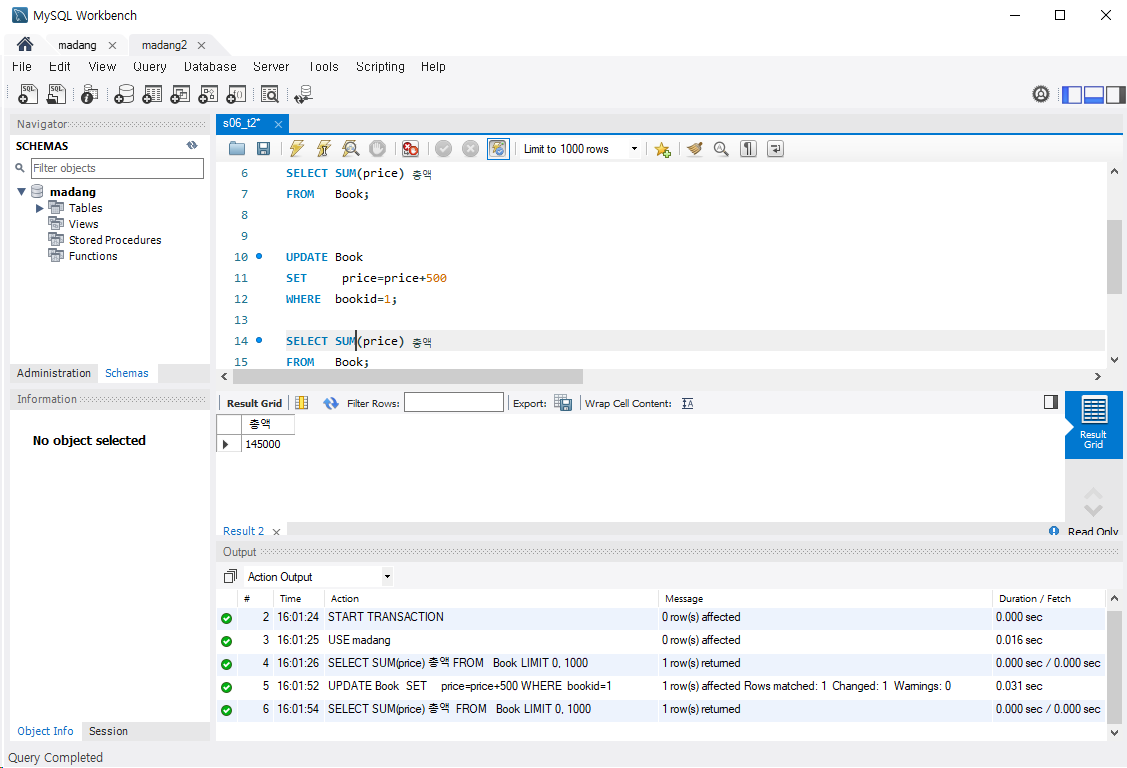 MySQL Workbench
madang
madang2
File Edit View Query Database Server Tools Scripting Help
Navigator
SCHEMAS
Filter objects
madang
Tables
Views
Stored Procedures
Functions
Administration Schemas
Information
No object selected
Object Info Session
s06_t2*
Limit to 1000 rows
6 SELECT SUM(price) 총액
7 FROM Book;
8
9
10 UPDATE Book
11 SET price=price+500
12 WHERE bookid=1;
13
14 SELECT SUM(price) 총액
15 FROM Book;
Result Grid Filter Rows: Export: Wrap Cell Content:
총액
145000
Result Grid
Result 2
Read Only
Output
Action Output
# Time Action Message Duration / Fetch
2 16:01:24 START TRANSACTION 0 row(s) affected 0.000 sec
3 16:01:25 USE madang 0 row(s) affected 0.016 sec
4 16:01:26 SELECT SUM(price) 총액 FROM Book LIMIT 0, 1000 1 row(s) returned 0.000 sec / 0.000 sec
5 16:01:52 UPDATE Book SET price=price+500 WHERE bookid=1 1 row(s) affected Rows matched: 1 Changed: 1 Warnings: 0 0.031 sec
6 16:01:54 SELECT SUM(price) 총액 FROM Book LIMIT 0, 1000 1 row(s) returned 0.000 sec / 0.000 sec
Query Completed